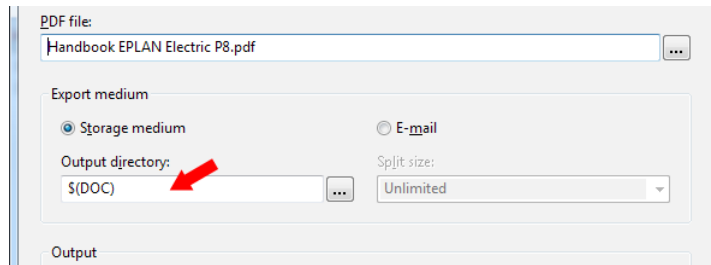 PDF file:
Handbook EPLAN Electric P8.pdf
...
Export medium
Storage medium
E-mail
Output directory:
Split size:
$(DOC)
...
Unlimited
Output